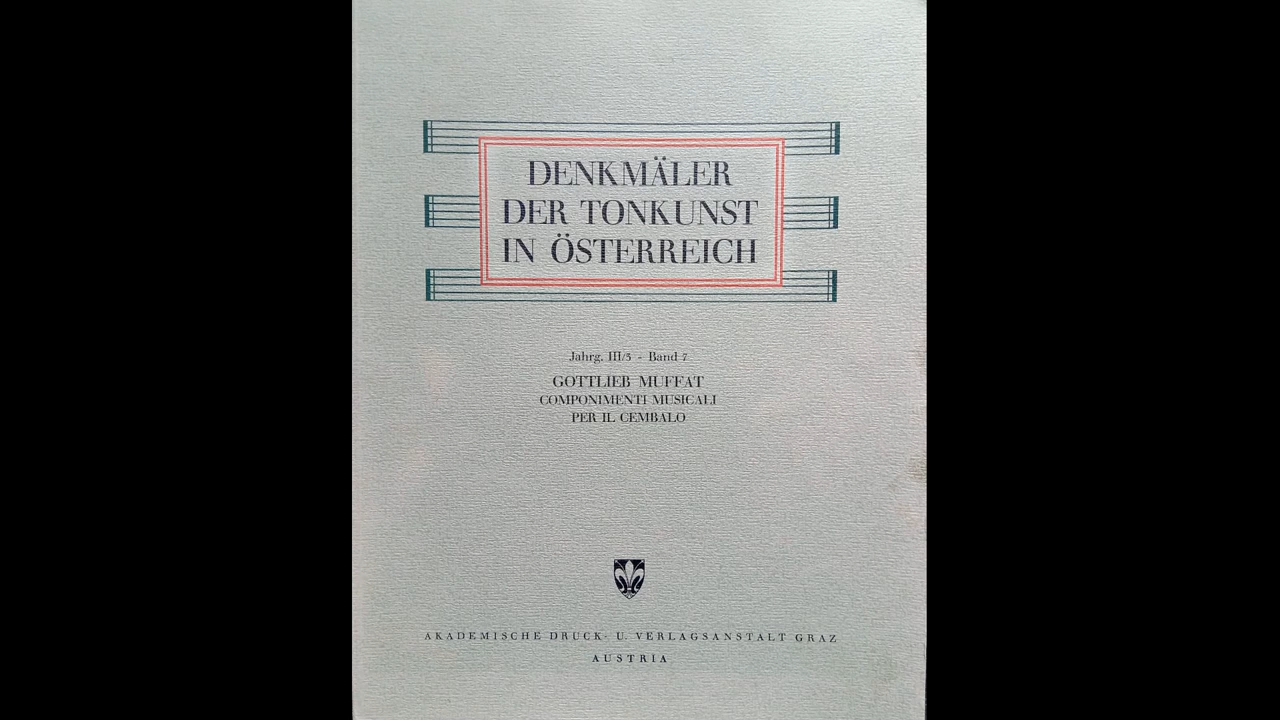 DENKMÄLER
DER TONKUNST
IN ÖSTERREICH
Jahrg. III/3 - Band 7
GOTTLIEB MUFFAT
COMPONIMENTI MUSICALI
PER IL CEMBALO
AKADEMISCHE DRUCK- U. VERLAGSANSTALT GRAZ
AUSTRIA